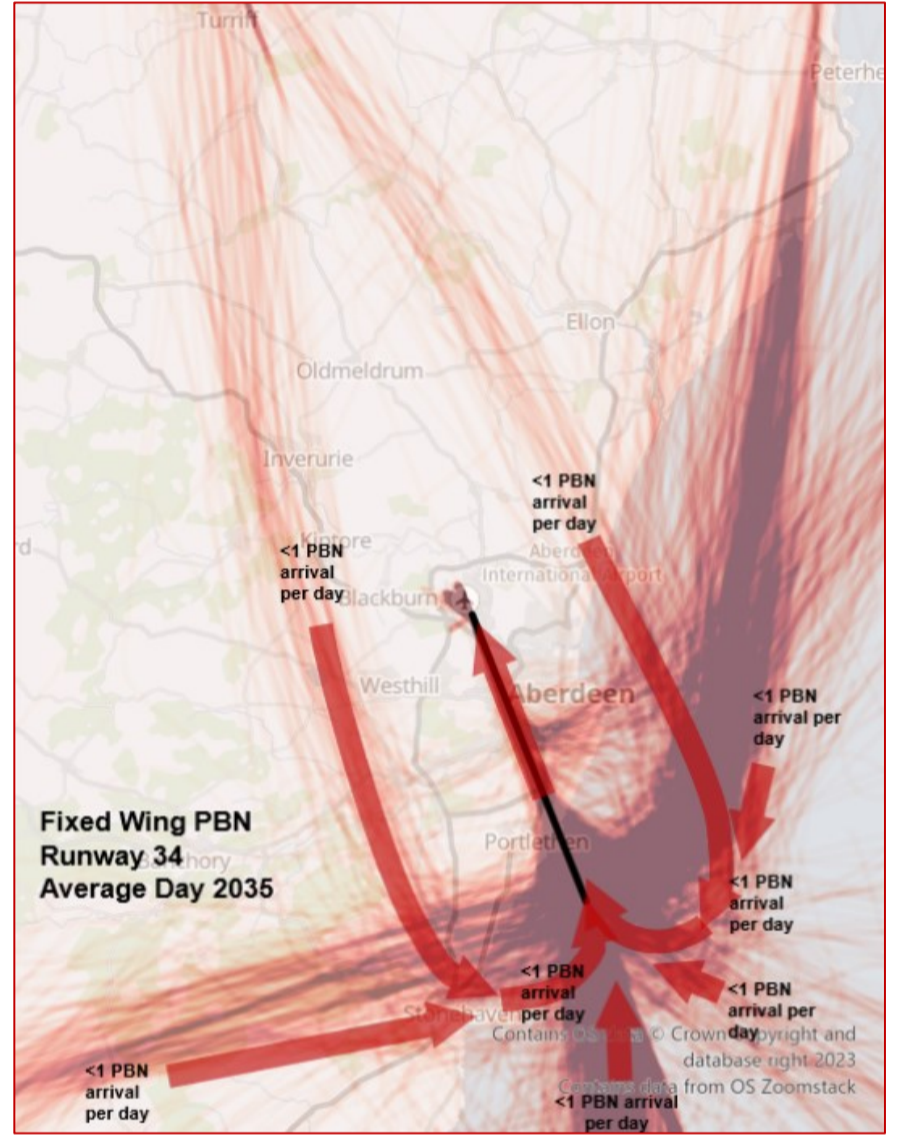 Turriff
Peterhe
Ellon
Oldmeldrum
Inverurie
<1 PBN
arrival
per day
Kintore
<1 PBN
arrival
per day
rd
Aberdeen
International Airport
Blackburn
Westhill
Aberdeen
<1 PBN
arrival per
day
Fixed Wing PBN
Runway 34
Average Day 2035
Banchory
Portlethen
<1 PBN
arrival
per day
<1 PBN
arrival
per day
Stonehaven
<1 PBN
arrival per
day
Contains OS data © Crown copyright and
database right 2023
Contains data from OS Zoomstack
<1 PBN
arrival
per day
<1 PBN arrival
per day